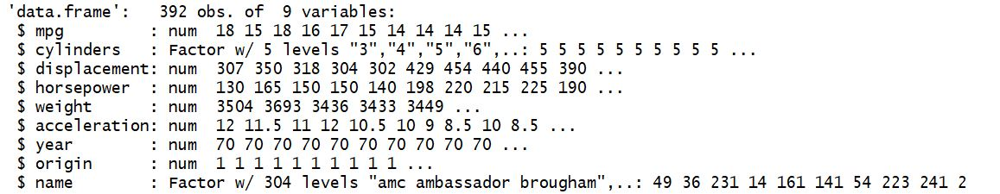 'data.frame':   392 obs. of  9 variables:
 $ mpg         : num  18 15 18 16 17 15 14 14 14 15 ...
 $ cylinders   : Factor w/ 5 levels "3","4","5","6",..: 5 5 5 5 5 5 5 5 5 5 ...
 $ displacement: num  307 350 318 304 302 429 454 440 455 390 ...
 $ horsepower  : num  130 165 150 150 140 198 220 215 225 190 ...
 $ weight      : num  3504 3693 3436 3433 3449 ...
 $ acceleration: num  12 11.5 11 12 10.5 10 9 8.5 10 8.5 ...
 $ year        : num  70 70 70 70 70 70 70 70 70 70 ...
 $ origin      : num  1 1 1 1 1 1 1 1 1 1 ...
 $ name        : Factor w/ 304 levels "amc ambassador brougham",..: 49 36 231 14 161 141 54 223 241 2